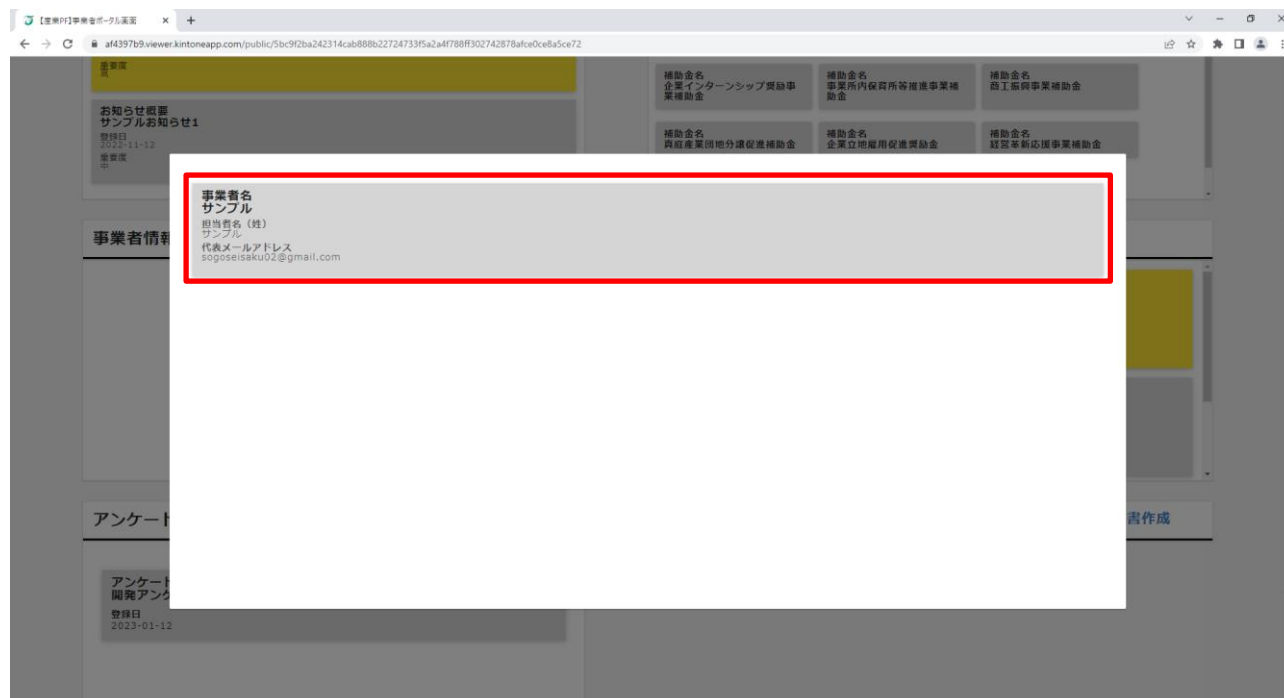 【産業PF】事業者ポータル画面
af4397b9.viewer.kintoneapp.com/public/5bc9f2ba242314cab888b22724733f5a2a4f788ff302742878afce0ce8a5ce72
重要度
高
お知らせ概要
サンプルお知らせ1
登録日
2022-11-12
重要度
中
補助金名
企業インターンシップ奨励事
業補助金
補助金名
事業所内保育所等推進事業補
助金
補助金名
商工振興事業補助金
補助金名
真庭産業団地分譲促進補助金
補助金名
企業立地雇用促進奨励金
補助金名
経営革新応援事業補助金
事業者情報
事業者名
サンプル
担当者名（姓）
サンプル
代表メールアドレス
sogoseisaku02@gmail.com
アンケート
書作成
アンケート
開発アンケ
登録日
2023-01-12